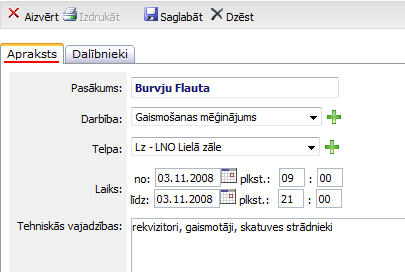 Aizvērt Izdrukāt Saglabāt Dzēst
Apraksts Dalībnieki
Pasākums: Burvju Flauta
Darbība: Gaismošanas mēģinājums
Telpa: Lz - LNO Lielā zāle
Laiks: no: 03.11.2008 plkst.: 09 : 00
līdz: 03.11.2008 plkst.: 21 : 00
Tehniskās vajadzības: rekvizitori, gaismotāji, skatuves strādnieki